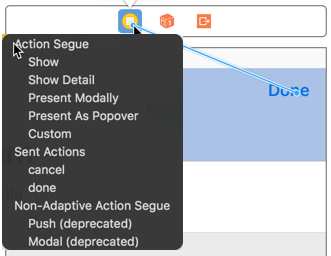 Done
Action Segue
Show
Show Detail
Present Modally
Present As Popover
Custom
Sent Actions
cancel
done
Non-Adaptive Action Segue
Push (deprecated)
Modal (deprecated)